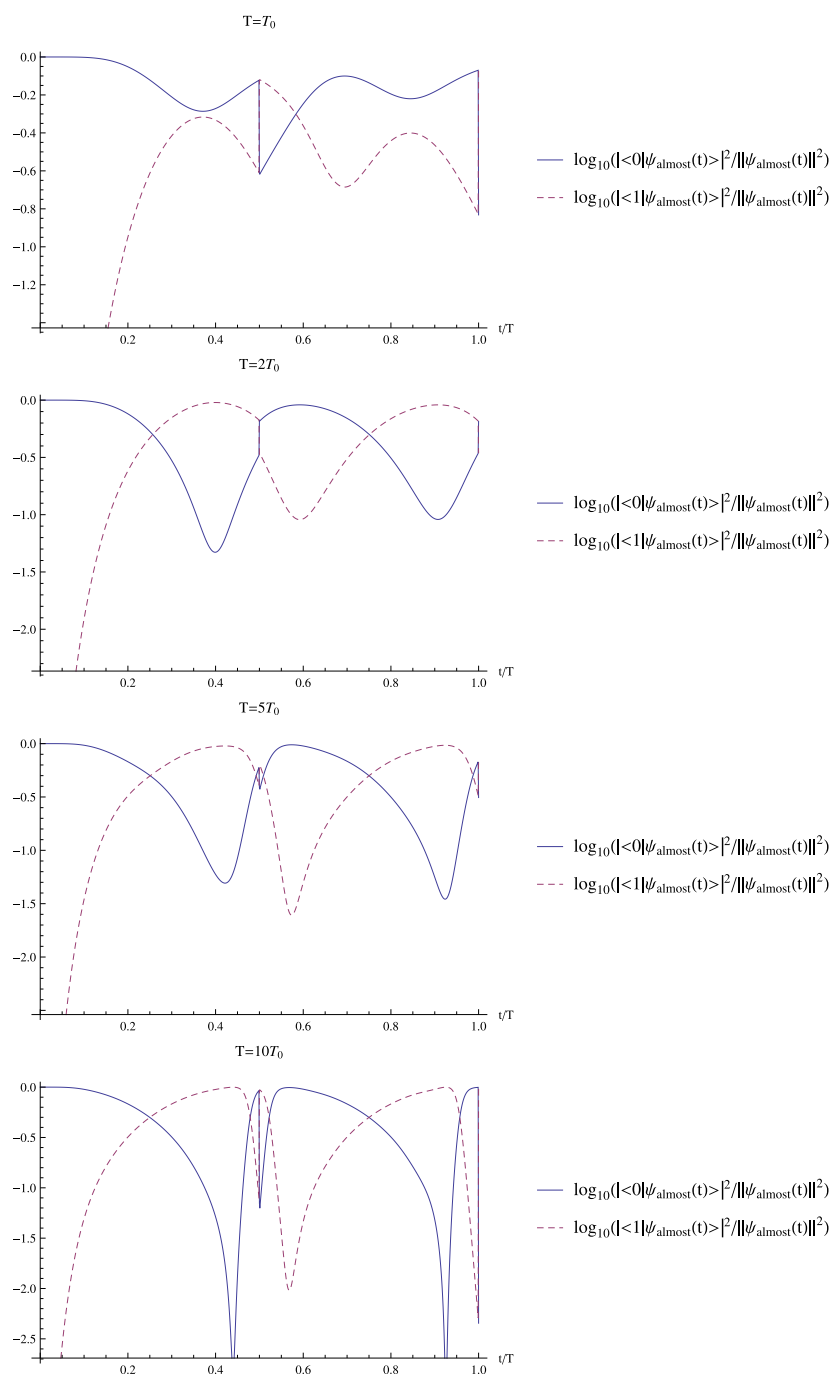 T=T₀
0.0
−0.2
−0.4
−0.6
−0.8
−1.0
−1.2
0.2 0.4 0.6 0.8 1.0 t/T
log₁₀(|<0|ψ_almost(t)>|²/||ψ_almost(t)||²)
log₁₀(|<1|ψ_almost(t)>|²/||ψ_almost(t)||²)
T=2T₀
0.0
−0.5
−1.0
−1.5
−2.0
0.2 0.4 0.6 0.8 1.0 t/T
log₁₀(|<0|ψ_almost(t)>|²/||ψ_almost(t)||²)
log₁₀(|<1|ψ_almost(t)>|²/||ψ_almost(t)||²)
T=5T₀
0.0
−0.5
−1.0
−1.5
−2.0
0.2 0.4 0.6 0.8 1.0 t/T
log₁₀(|<0|ψ_almost(t)>|²/||ψ_almost(t)||²)
log₁₀(|<1|ψ_almost(t)>|²/||ψ_almost(t)||²)
T=10T₀
0.0
−0.5
−1.0
−1.5
−2.0
−2.5
0.2 0.4 0.6 0.8 1.0 t/T
log₁₀(|<0|ψ_almost(t)>|²/||ψ_almost(t)||²)
log₁₀(|<1|ψ_almost(t)>|²/||ψ_almost(t)||²)